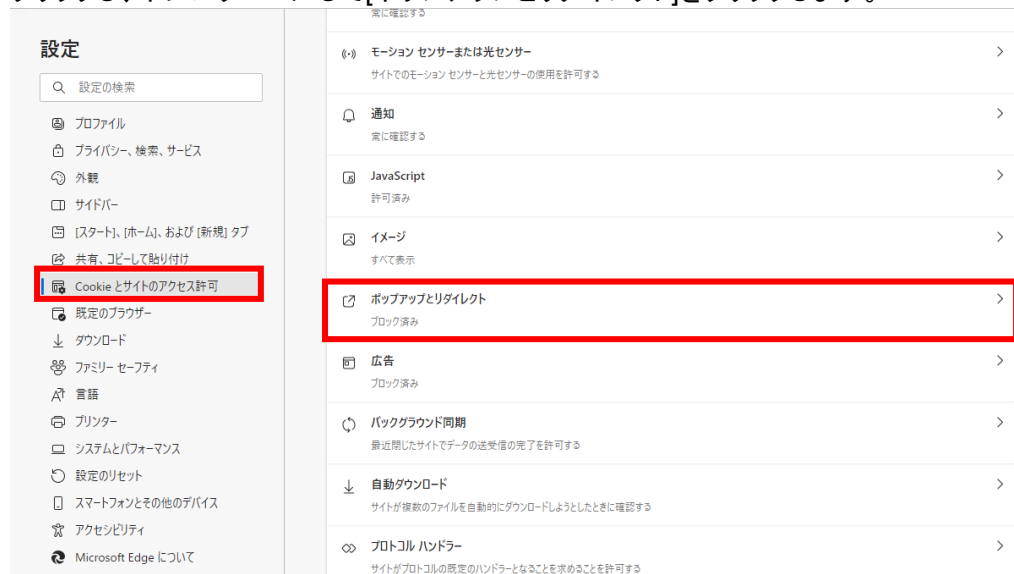 常に確認する
設定
設定の検索
プロファイル
プライバシー、検索、サービス
外観
サイドバー
[スタート]、[ホーム]、および [新規] タブ
共有、コピーして貼り付け
Cookie とサイトのアクセス許可
既定のブラウザー
ダウンロード
ファミリー セーフティ
言語
プリンター
システムとパフォーマンス
設定のリセット
スマートフォンとその他のデバイス
アクセシビリティ
Microsoft Edge について
モーション センサーまたは光センサー
サイトでのモーション センサーと光センサーの使用を許可する
通知
常に確認する
JavaScript
許可済み
イメージ
すべて表示
ポップアップとリダイレクト
ブロック済み
広告
ブロック済み
バックグラウンド同期
最近閉じたサイトでデータの送受信の完了を許可する
自動ダウンロード
サイトが複数のファイルを自動的にダウンロードしようとしたときに確認する
プロトコル ハンドラー
サイトがプロトコルの既定のハンドラーとなることを求めることを許可する